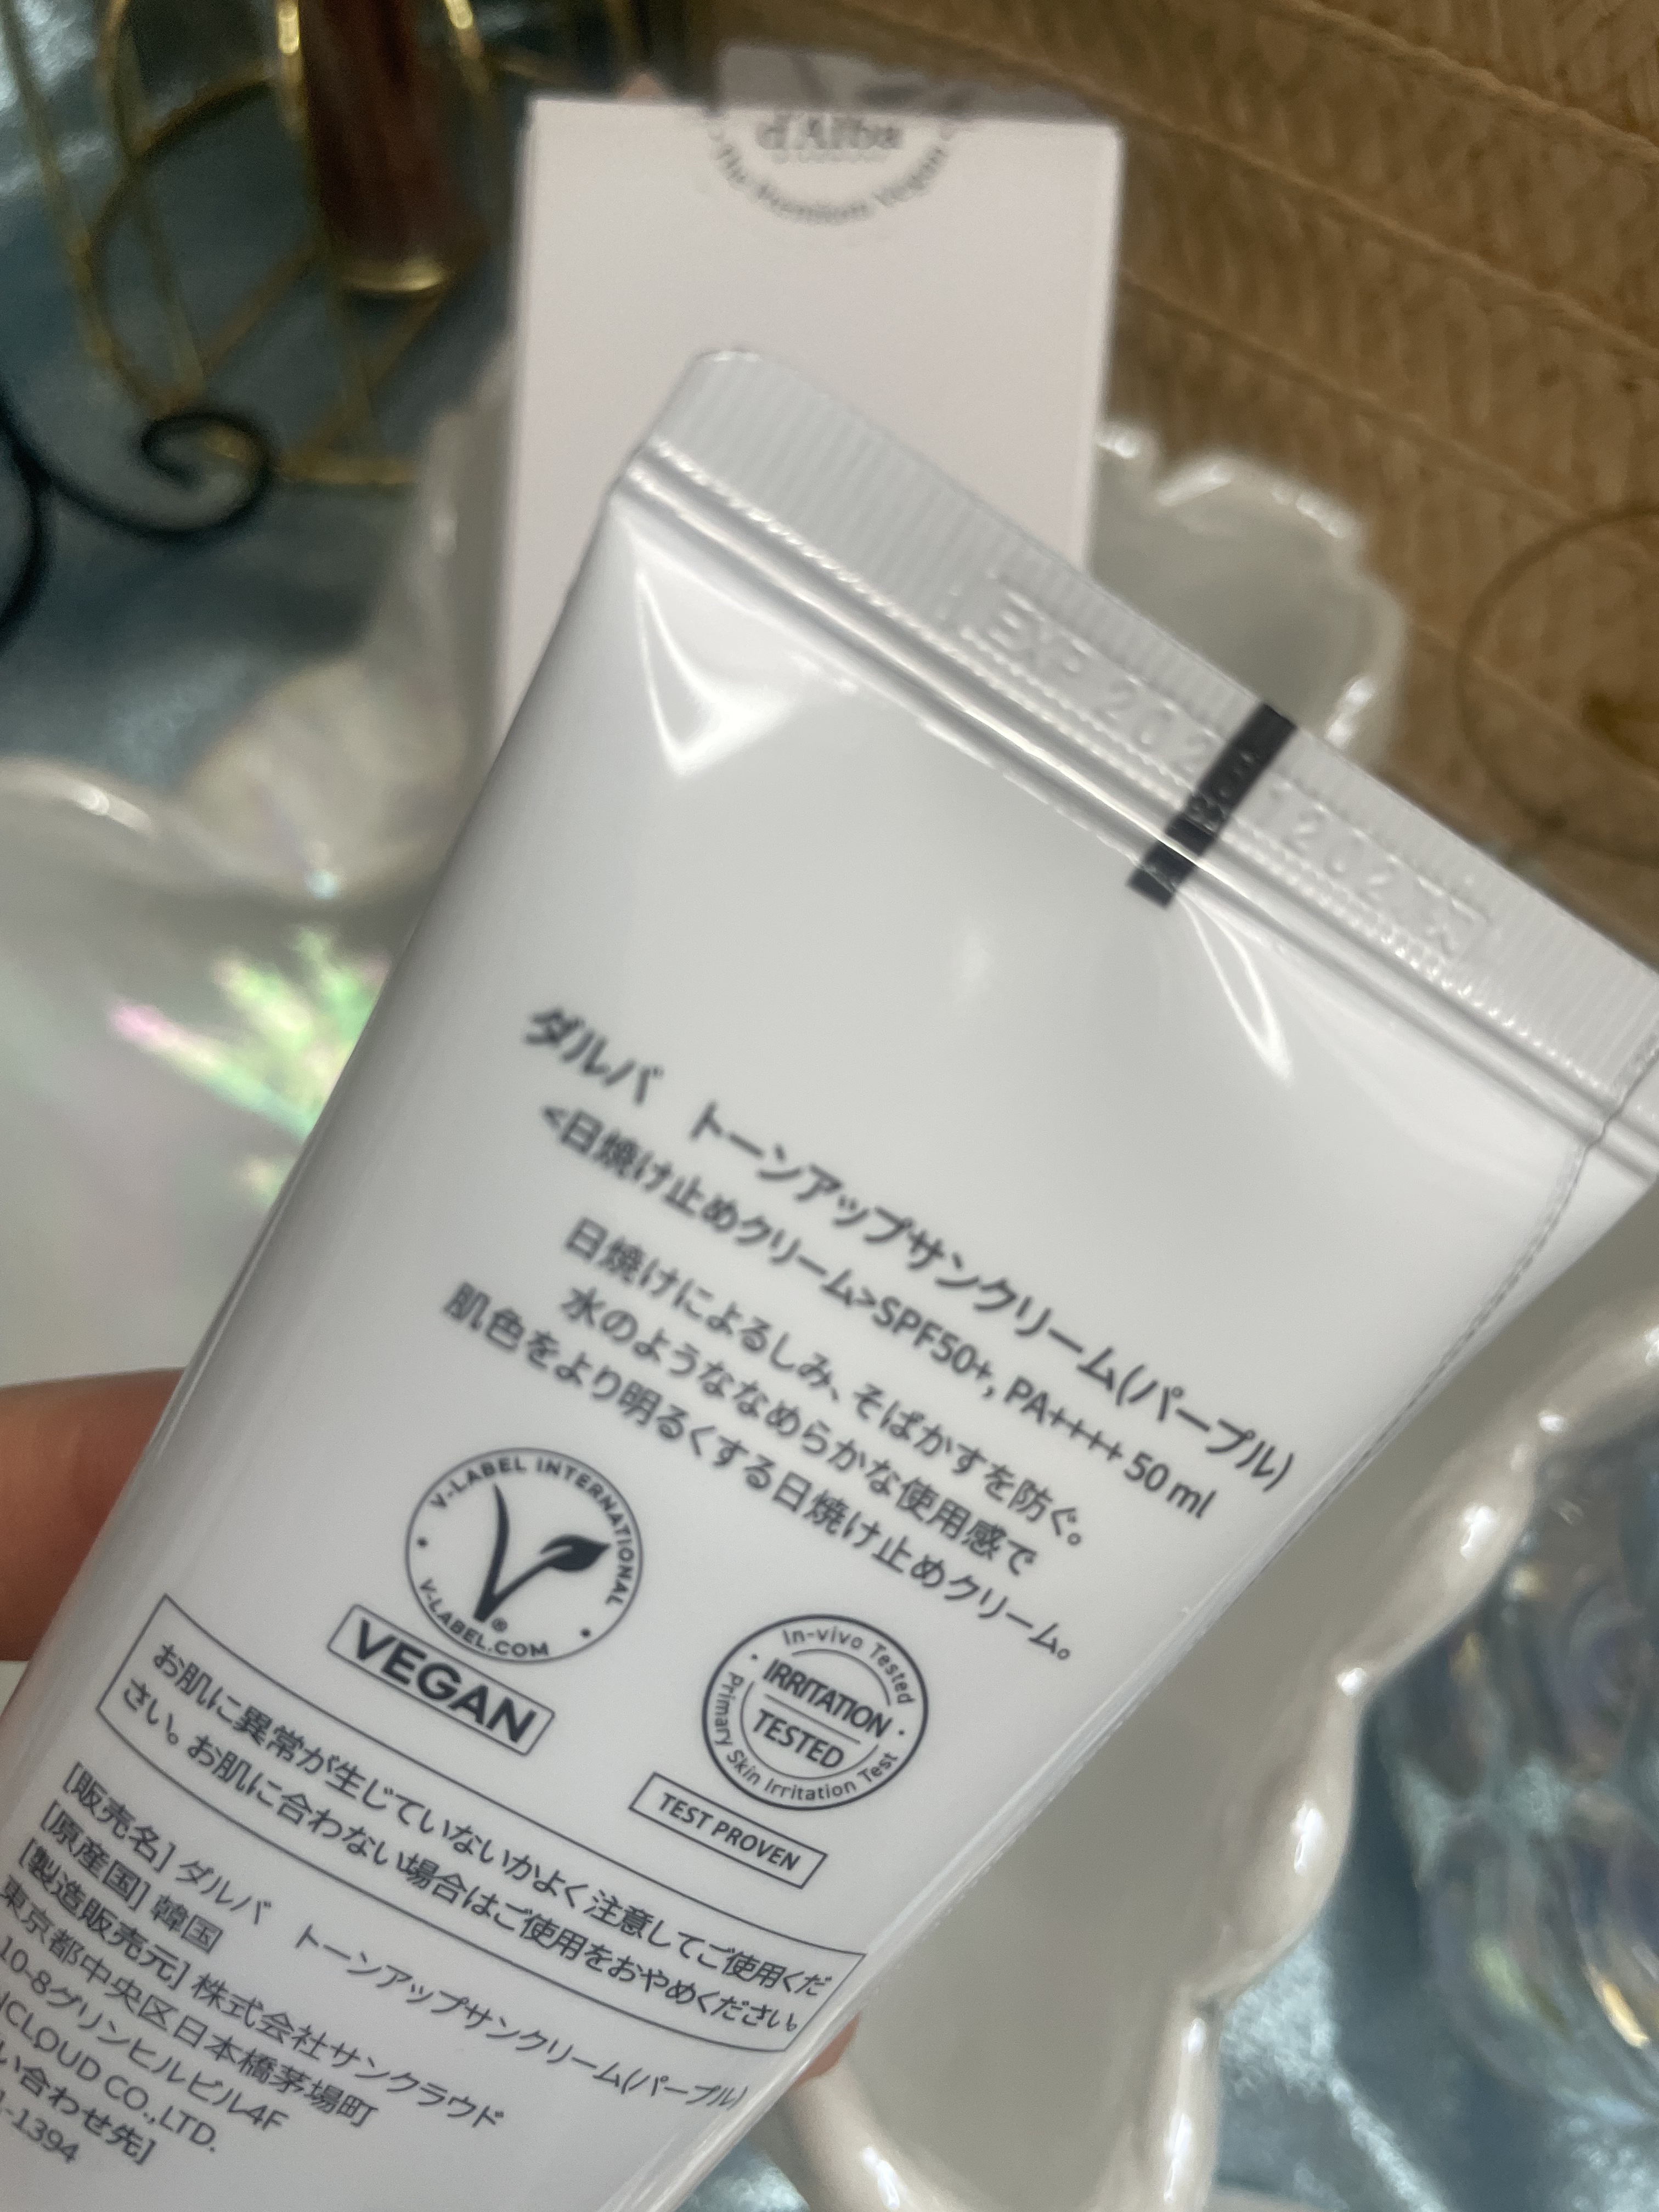 d'Alba
The Premium Vegan
EXP 202
ダルバ トーンアップサンクリーム(パープル)
<日焼け止めクリーム>SPF50+, PA++++ 50 ml
日焼けによるしみ、そばかすを防ぐ。
水のようななめらかな使用感で
肌色をより明るくする日焼け止めクリーム。
V-LABEL INTERNATIONAL
V-LABEL.COM
®
VEGAN
In-vivo Tested
IRRITATION
TESTED
Primary Skin Irritation Test
TEST PROVEN
お肌に異常が生じていないかよく注意してご使用くだ
さい。お肌に合わない場合はご使用をおやめください。
[販売名] ダルバ トーンアップサンクリーム(パープル)
[原産国] 韓国
[製造販売元] 株式会社サンクラウド
東京都中央区日本橋茅場町
10-8グリンヒルビル4F
CLOUD CO.,LTD.
い合わせ先]
-1394